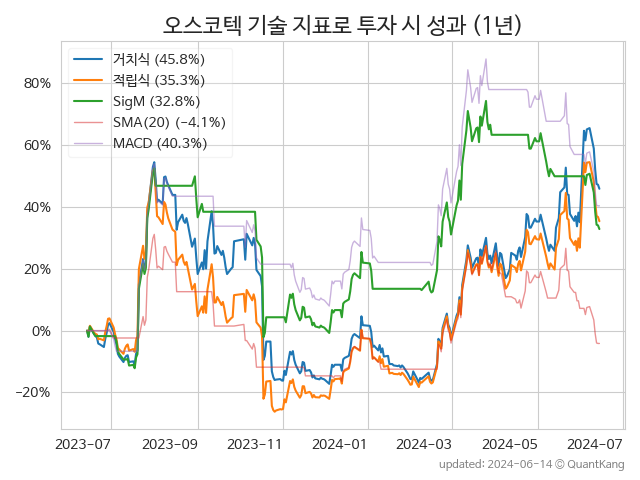 오스코텍 기술 지표로 투자 시 성과 (1년)
거치식 (45.8%)
적립식 (35.3%)
SigM (32.8%)
SMA(20) (−4.1%)
MACD (40.3%)
80%
60%
40%
20%
0%
−20%
2023-07 2023-09 2023-11 2024-01 2024-03 2024-05 2024-07
updated: 2024-06-14 © QuantKang